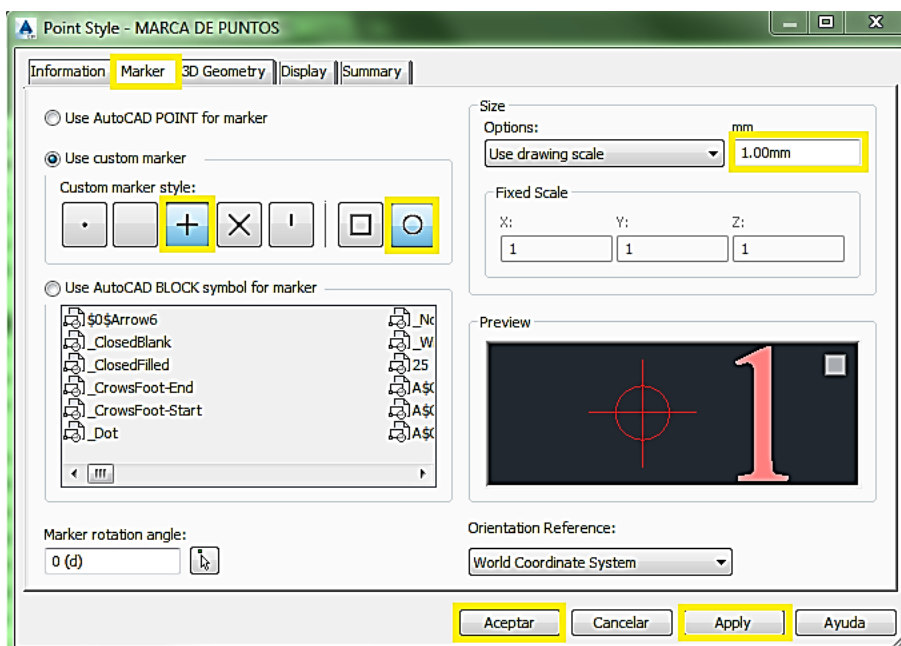 Point Style - MARCA DE PUNTOS
Information Marker 3D Geometry Display Summary
Use AutoCAD POINT for marker
Use custom marker
Custom marker style:
Use AutoCAD BLOCK symbol for marker
$0$Arrow6
_ClosedBlank
_ClosedFilled
_CrowsFoot-End
_CrowsFoot-Start
_Dot
_Nc
_W
25
A$C
A$C
A$C
Marker rotation angle:
0 (d)
Size
Options: mm
Use drawing scale 1.00mm
Fixed Scale
X: Y: Z:
1 1 1
Preview
1
Orientation Reference:
World Coordinate System
Aceptar Cancelar Apply Ayuda